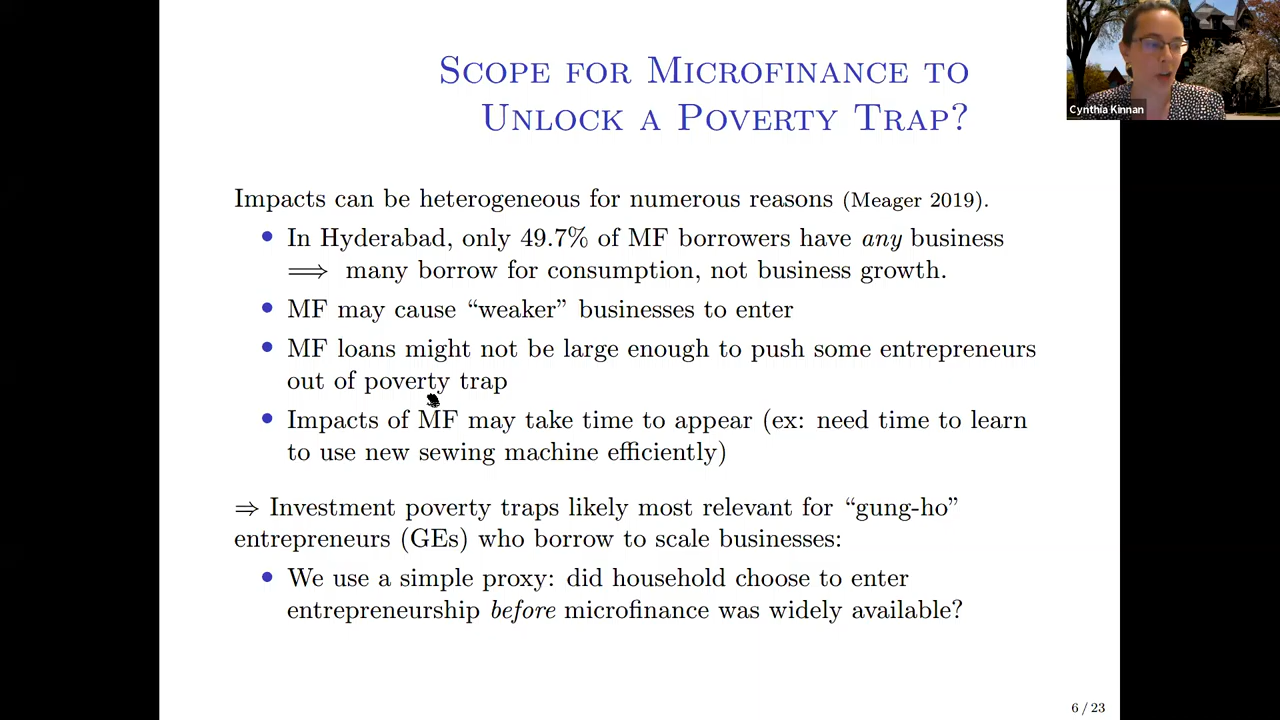 SCOPE FOR MICROFINANCE TO
UNLOCK A POVERTY TRAP?
Cynthia Kinnan
Impacts can be heterogeneous for numerous reasons (Meager 2019).
• In Hyderabad, only 49.7% of MF borrowers have any business
⟹ many borrow for consumption, not business growth.
• MF may cause “weaker” businesses to enter
• MF loans might not be large enough to push some entrepreneurs
out of poverty trap
• Impacts of MF may take time to appear (ex: need time to learn
to use new sewing machine efficiently)
⇒ Investment poverty traps likely most relevant for “gung-ho”
entrepreneurs (GEs) who borrow to scale businesses:
• We use a simple proxy: did household choose to enter
entrepreneurship before microfinance was widely available?
6 / 23